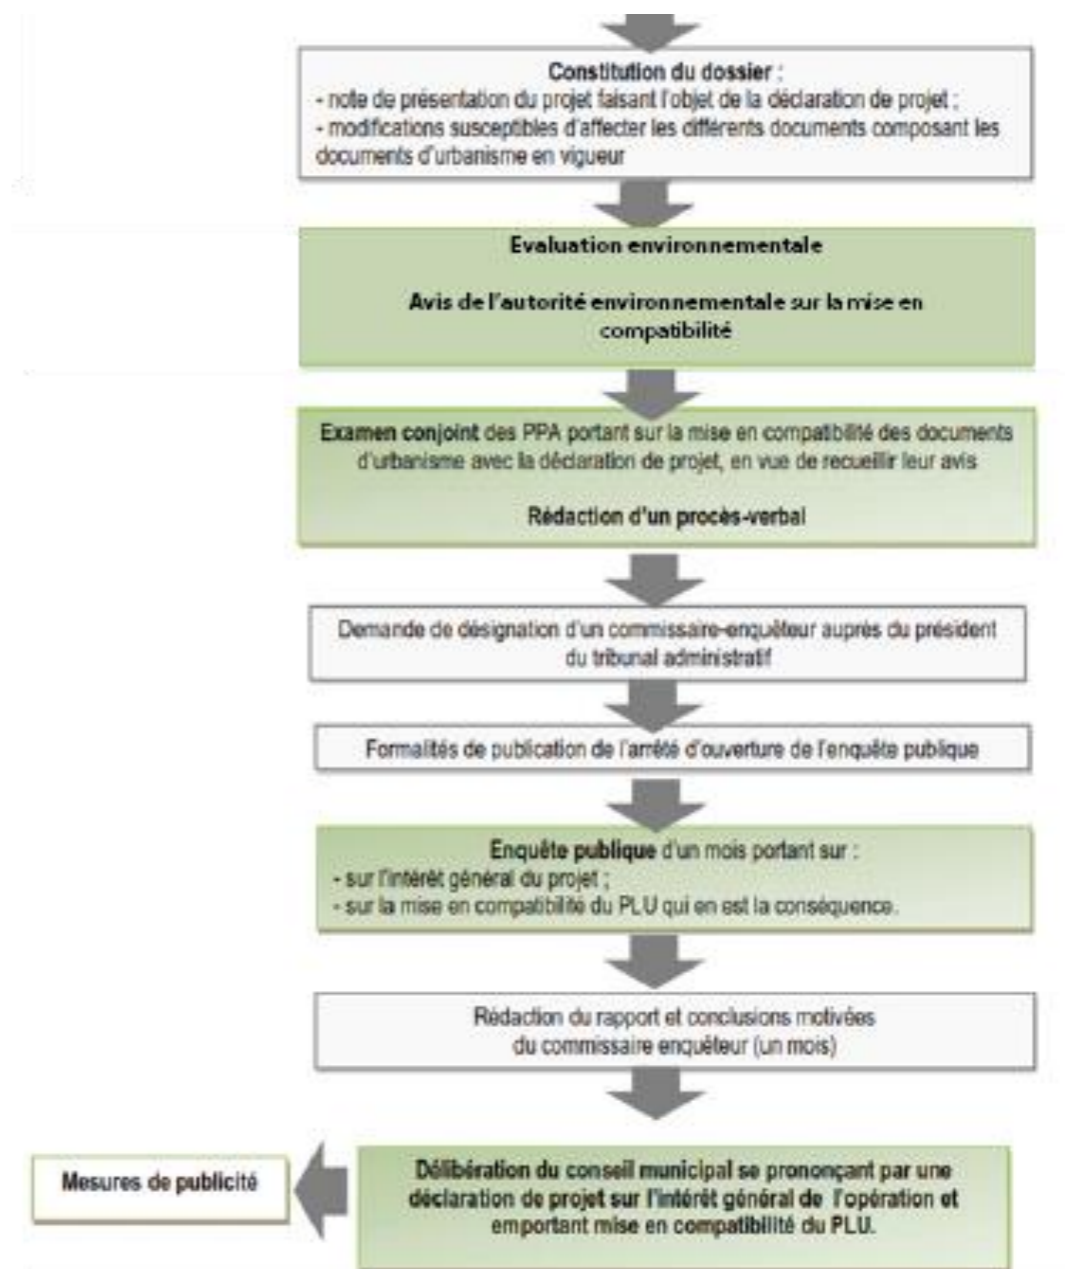 Constitution du dossier :
- note de présentation du projet faisant l'objet de la déclaration de projet ;
- modifications susceptibles d'affecter les différents documents composant les
documents d'urbanisme en vigueur
Evaluation environnementale
Avis de l'autorité environnementale sur la mise en
compatibilité
Examen conjoint des PPA portant sur la mise en compatibilité des documents
d'urbanisme avec la déclaration de projet, en vue de recueillir leur avis
Rédaction d'un procès-verbal
Demande de désignation d'un commissaire-enquêteur auprès du président
du tribunal administratif
Formalités de publication de l'arrêté d'ouverture de l'enquête publique
Enquête publique d'un mois portant sur :
- sur l'intérêt général du projet ;
- sur la mise en compatibilité du PLU qui en est la conséquence.
Rédaction du rapport et conclusions motivées
du commissaire enquêteur (un mois)
Délibération du conseil municipal se prononçant par une
déclaration de projet sur l'intérêt général de l'opération et
emportant mise en compatibilité du PLU.
Mesures de publicité